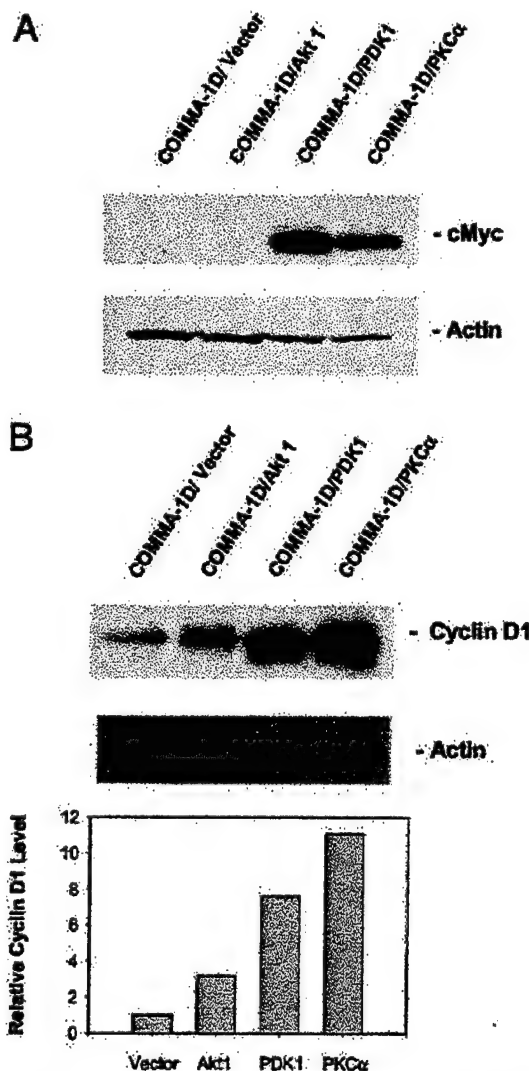 A
COMMA-1D/ Vector
COMMA-1D/Akt 1
COMMA-1D/PDK1
COMMA-1D/PKCα
- cMyc
- Actin
B
COMMA-1D/ Vector
COMMA-1D/Akt 1
COMMA-1D/PDK1
COMMA-1D/PKCα
- Cyclin D1
- Actin
Relative Cyclin D1 Level
12
10
8
6
4
2
0
Vector Akt1 PDK1 PKCα